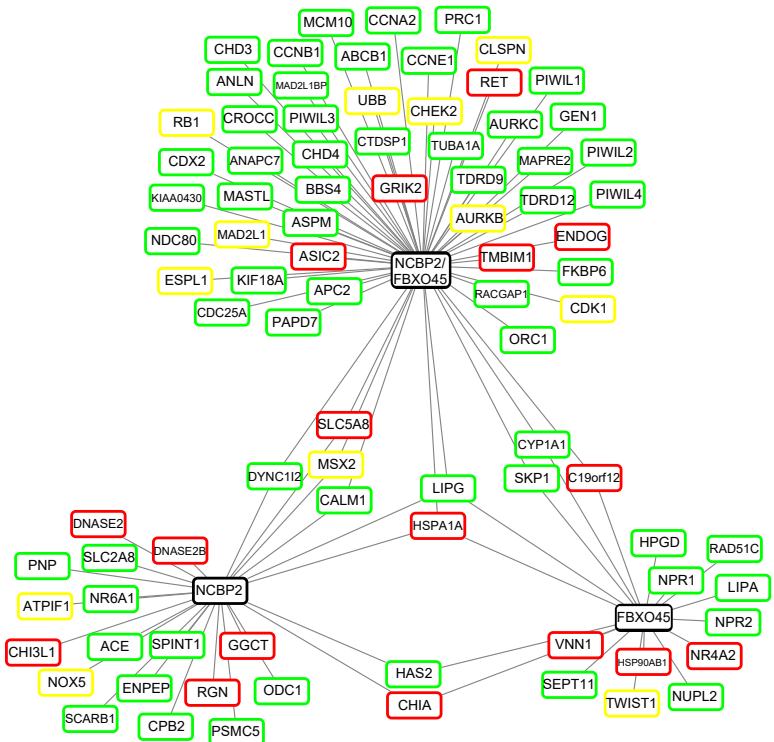 MCM10
CCNA2
PRC1
CHD3
CCNB1
ABCB1
CCNE1
CLSPN
ANLN
MAD2L1BP
UBB
CHEK2
RET
PIWIL1
RB1
CROCC
PIWIL3
CTDSP1
TUBA1A
AURKC
GEN1
CDX2
ANAPC7
CHD4
TDRD9
MAPRE2
PIWIL2
KIAA0430
MASTL
BBS4
GRIK2
TDRD12
PIWIL4
NDC80
MAD2L1
ASPM
AURKB
ENDOG
ASIC2
NCBP2/
FBXO45
TMBIM1
FKBP6
ESPL1
KIF18A
APC2
RACGAP1
CDK1
CDC25A
PAPD7
ORC1
SLC5A8
CYP1A1
DYNC1I2
MSX2
SKP1
C19orf12
CALM1
LIPG
DNASE2
HSPA1A
HPGD
RAD51C
PNP
SLC2A8
DNASE2B
NPR1
LIPA
ATPIF1
NR6A1
NCBP2
FBXO45
NPR2
CHI3L1
ACE
SPINT1
GGCT
VNN1
HSP90AB1
NR4A2
NOX5
ENPEP
RGN
ODC1
HAS2
SEPT11
NUPL2
SCARB1
CPB2
PSMC5
CHIA
TWIST1